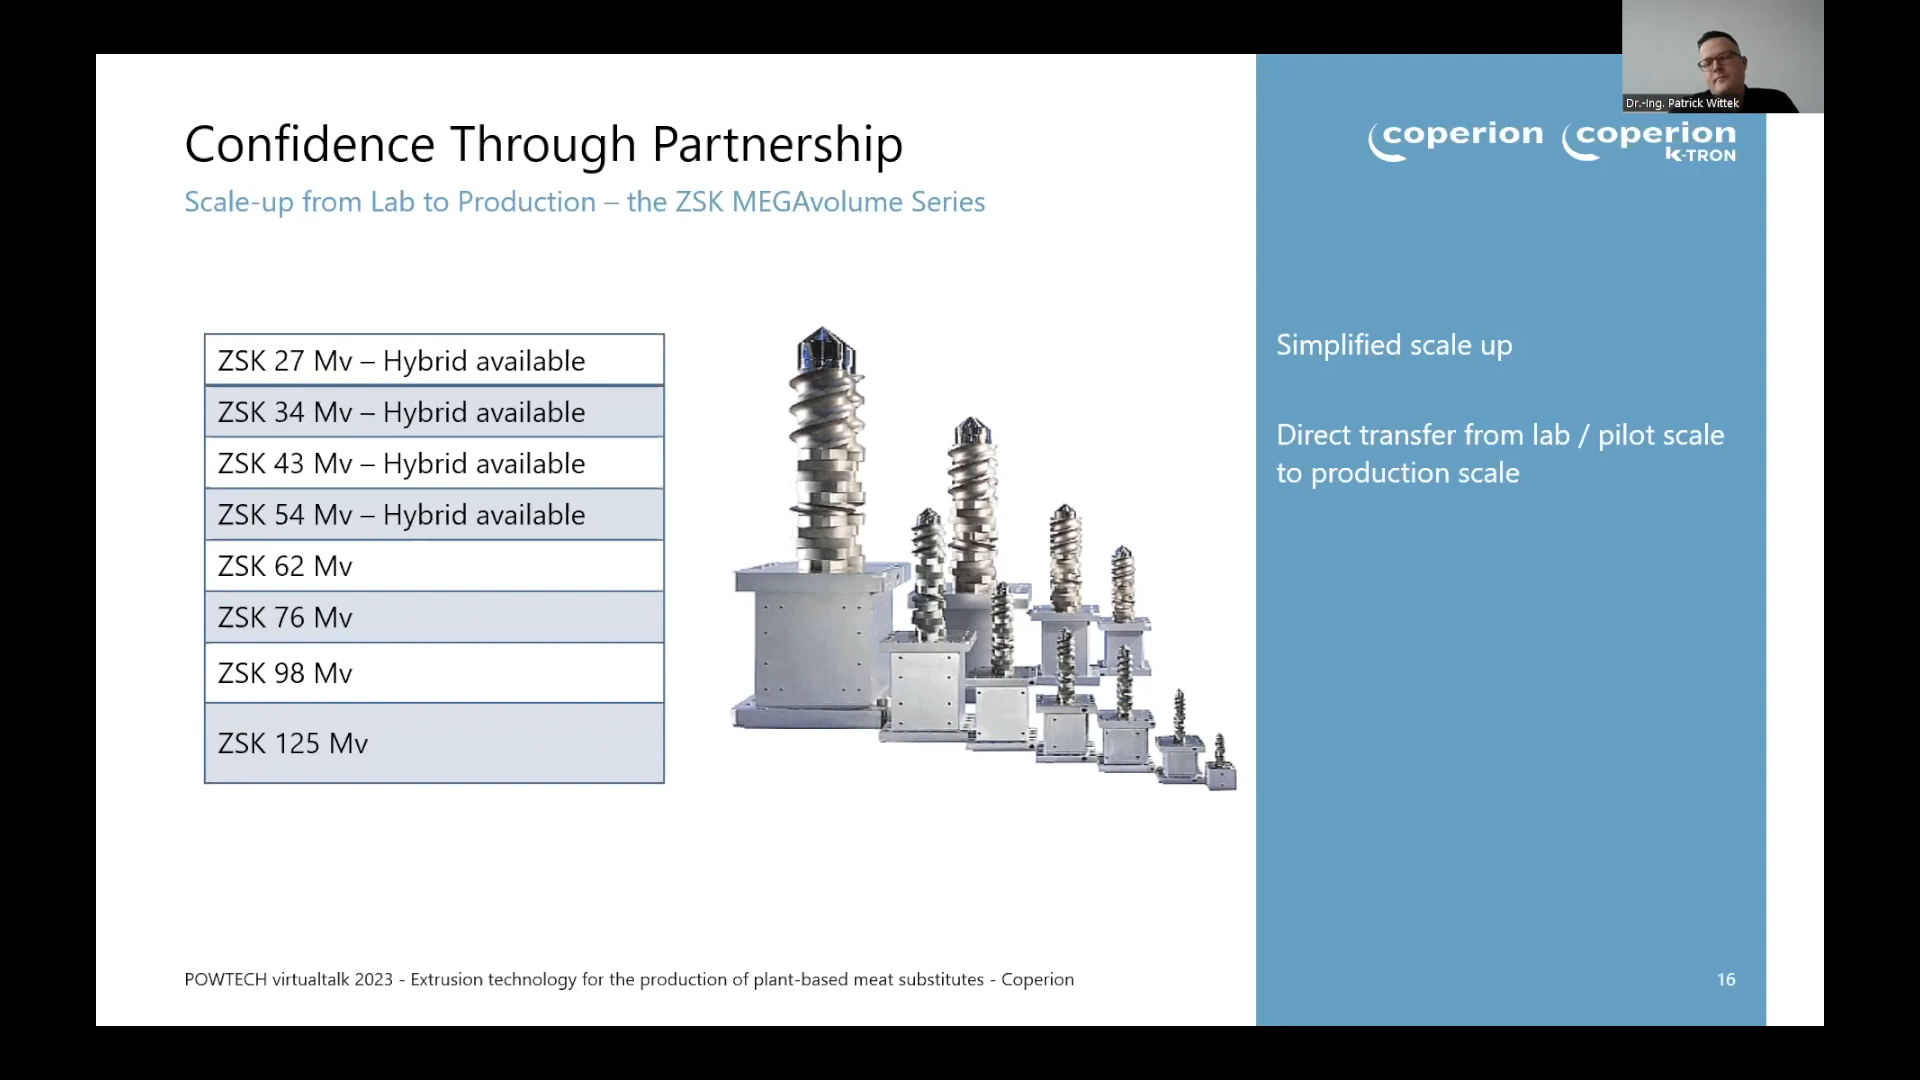 Dr.-Ing. Patrick Wittek
Confidence Through Partnership
Scale-up from Lab to Production – the ZSK MEGAvolume Series
coperion coperion
K-TRON
ZSK 27 Mv – Hybrid available
ZSK 34 Mv – Hybrid available
ZSK 43 Mv – Hybrid available
ZSK 54 Mv – Hybrid available
ZSK 62 Mv
ZSK 76 Mv
ZSK 98 Mv
ZSK 125 Mv
Simplified scale up
Direct transfer from lab / pilot scale
to production scale
POWTECH virtualtalk 2023 - Extrusion technology for the production of plant-based meat substitutes - Coperion
16